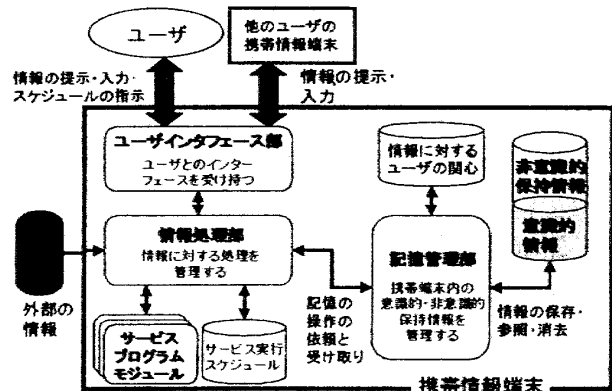 ユーザ
他のユーザの
携帯情報端末
情報の提示・入力・
スケジュールの指示
情報の提示・
入力
ユーザインタフェース部
ユーザとのインター
フェースを受け持つ
情報に対する
ユーザの関心
非意識的
保持情報
意識的
情報
情報処理部
情報に対する処理を
管理する
記憶管理部
携帯端末内の
意識的・非意識的
保持情報を
管理する
外部の
情報
記憶の
操作の
依頼と
受け取り
情報の保存・
参照・消去
サービス
プログラム
モジュール
サービス実行
スケジュール
携帯情報端末